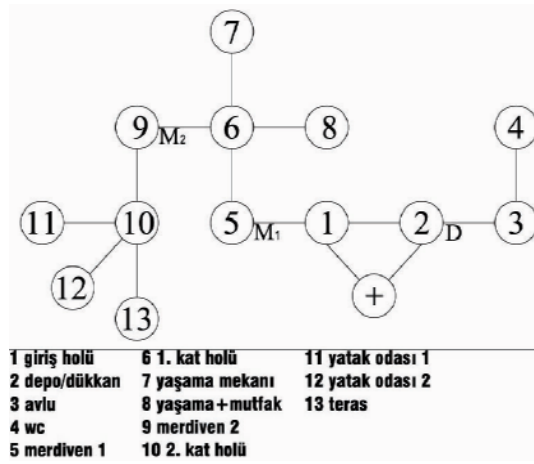 7
9 M₂ 6 8 4
11 10 5 M₁ 1 2 D 3
12 +
13
1 giriş holü 6 1. kat holü 11 yatak odası 1
2 depo/dükkan 7 yaşama mekanı 12 yatak odası 2
3 avlu 8 yaşama+mutfak 13 teras
4 wc 9 merdiven 2
5 merdiven 1 10 2. kat holü